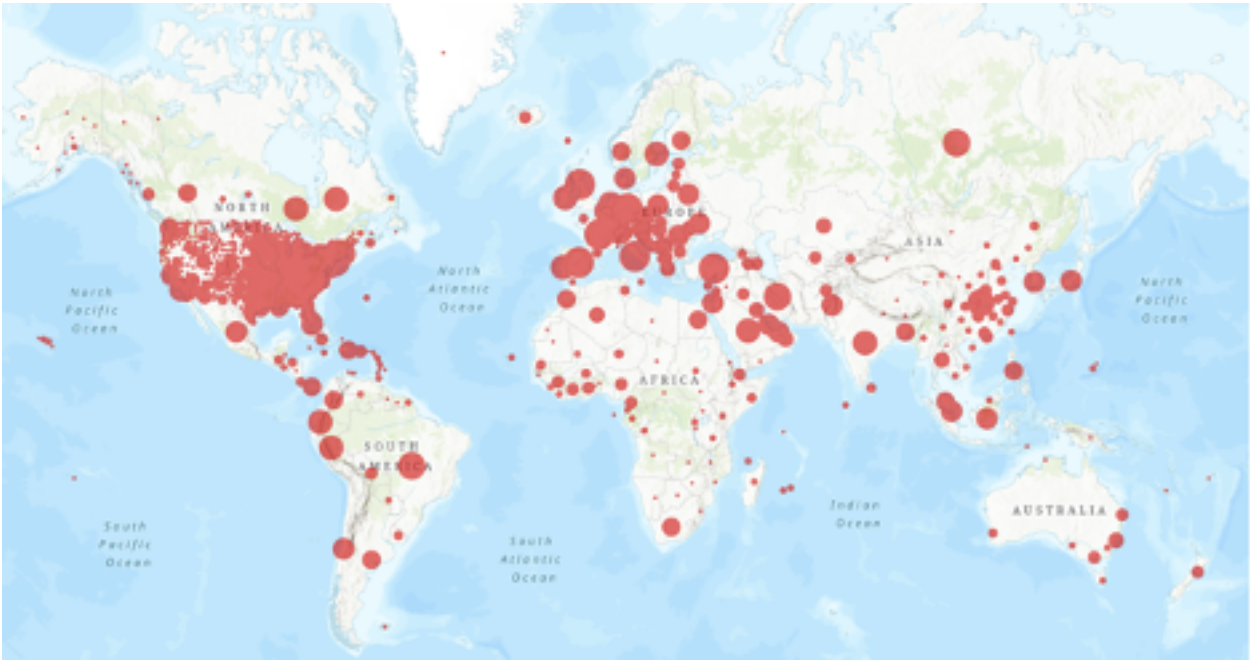 NORTH
AMERICA
EUROPE
ASIA
North
Pacific
Ocean
North
Atlantic
Ocean
North
Pacific
Ocean
AFRICA
SOUTH
AMERICA
AUSTRALIA
Indian
Ocean
South
Pacific
Ocean
South
Atlantic
Ocean